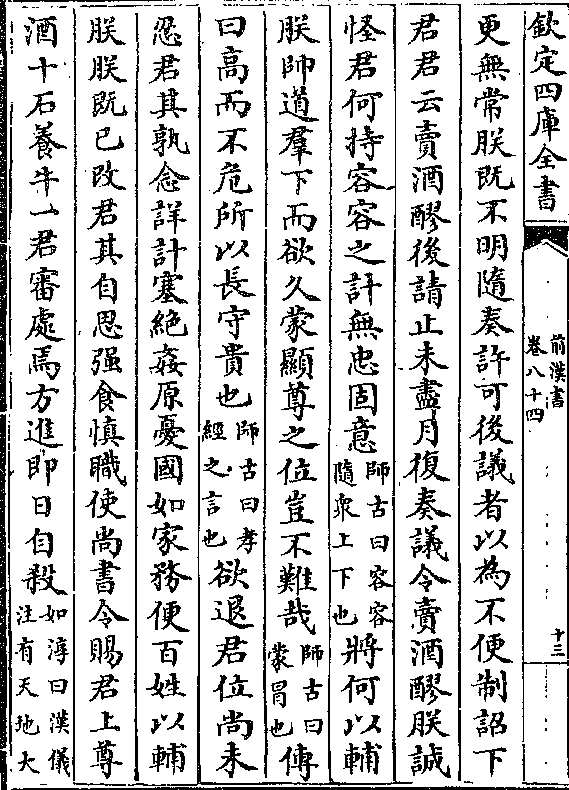 欽定四庫全書
前漢書
卷八十四
十三
更無常朕既不明隨奏許可後議者以為不便制詔下
君君云賣酒醪後請止未盡月復奏議令賣酒醪朕誠
怪君何持容容之計無忠固意師古曰容容隨衆上下也將何以輔
朕帥道羣下而欲久蒙顯尊之位豈不難哉師古曰蒙冒也傳
曰高而不危所以長守貴也師古曰孝經之言也欲退君位尚未
忍君其孰念詳計塞絶姦原憂國如家務便百姓以輔
朕朕既已改君其自思强食慎職使尚書令賜君上尊
酒十石養牛一君審處焉方進即日自殺如淳曰漢儀注有天地大